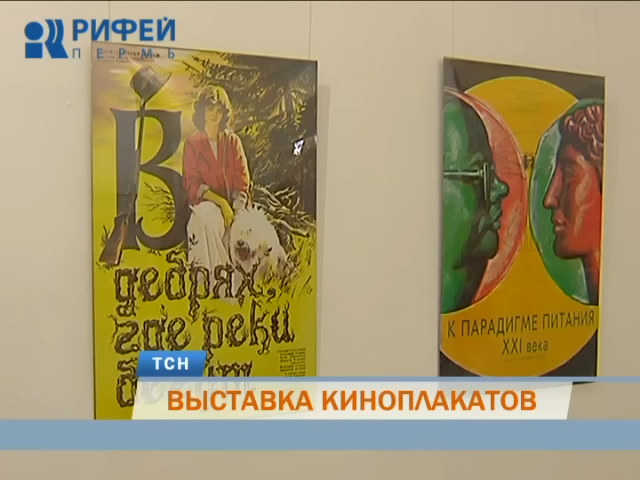 РИФЕЙ
ПЕРМЬ
В
дебрях,
где реки
К ПАРАДИГМЕ ПИТАНИЯ
XXI века
ТСН
ВЫСТАВКА КИНОПЛАКАТОВ